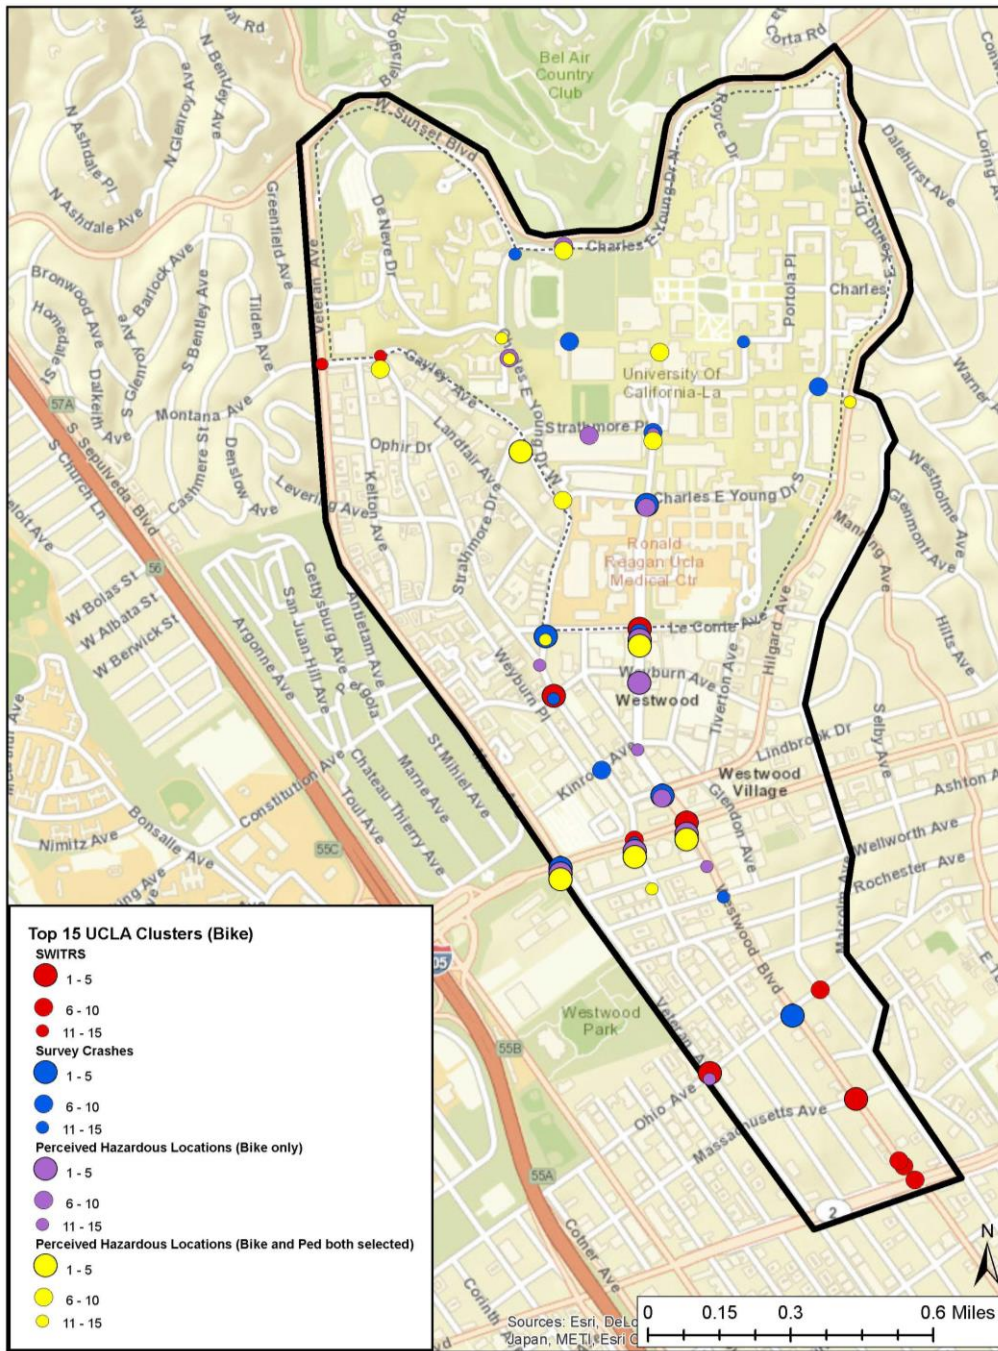 Corta Rd
W Sunset Blvd
Bel Air
Country
Club
Royce Dr
N Bentley Ave
N Glenroy Ave
N Ashdale Ave
N Ashdale Pl
Dalehurst Ave
Charles E Young Dr N
De Neve Dr
Greenfield Ave
Veteran Ave
Tilden Ave
S Bentley Ave
Barlock Ave
Bronwood Ave
Homedale St
Dalkeith Ave
S Glenroy Ave
Portola Pl
Charles
57A
Montana Ave
Gayley Ave
University Of
California-La
Strathmore Pl
Ophir Dr
Landfair Ave
Charles E Young Dr W
Charles E Young Dr S
Denslow Ave
Cashmere St
Levering Ave
Kelton Ave
Strathmore Dr
S Sepulveda Blvd
S Church Ln
Westholme Ave
Glenmont Ave
Manning Ave
Ronald
Reagan Ucla
Medical Ctr
56
W Bolas St
W Albata St
W Berwick St
Gettysburg Ave
San Juan Hill Ave
Antietam Ave
Argonne Ave
Le Conte Ave
Hilgard Ave
Hilts Ave
Weyburn Pl
Weyburn Ave
Westwood
Tiverton Ave
St Mihiel Ave
Marne Ave
Chateau Thierry Ave
Toul Ave
Constitution Ave
Lindbrook Dr
Selby Ave
Kinross Ave
Westwood
Village
Glendon Ave
Ashton A
Bonsalle Ave
Nimitz Ave
55C
Wellworth Ave
Rochester Ave
Malcolm Ave
Westwood Blvd
Westwood
Park
55B
Ohio Ave
Massachusetts Ave
55A
Cotner Ave
2
Top 15 UCLA Clusters (Bike)
SWITRS
1 - 5
6 - 10
11 - 15
Survey Crashes
1 - 5
6 - 10
11 - 15
Perceived Hazardous Locations (Bike only)
1 - 5
6 - 10
11 - 15
Perceived Hazardous Locations (Bike and Ped both selected)
1 - 5
6 - 10
11 - 15
N
0 0.15 0.3 0.6 Miles
Sources: Esri, DeLo
Japan, METI, Esri C